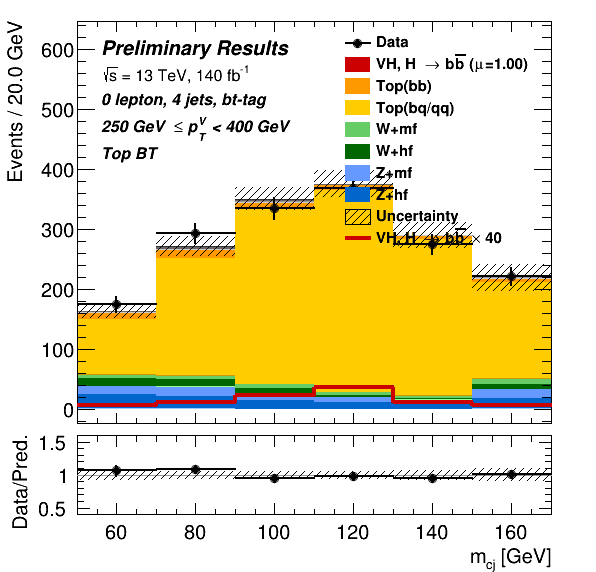 Events / 20.0 GeV
600
500
400
300
200
100
0
Preliminary Results
√s = 13 TeV, 140 fb⁻¹
0 lepton, 4 jets, bt-tag
250 GeV ≤ p_T^V < 400 GeV
Top BT
Data
VH, H → bb̅ (μ=1.00)
Top(bb)
Top(bq/qq)
W+mf
W+hf
Z+mf
Z+hf
Uncertainty
VH, H → bb̅ × 40
Data/Pred.
1.5
1
0.5
60 80 100 120 140 160
m_cj [GeV]